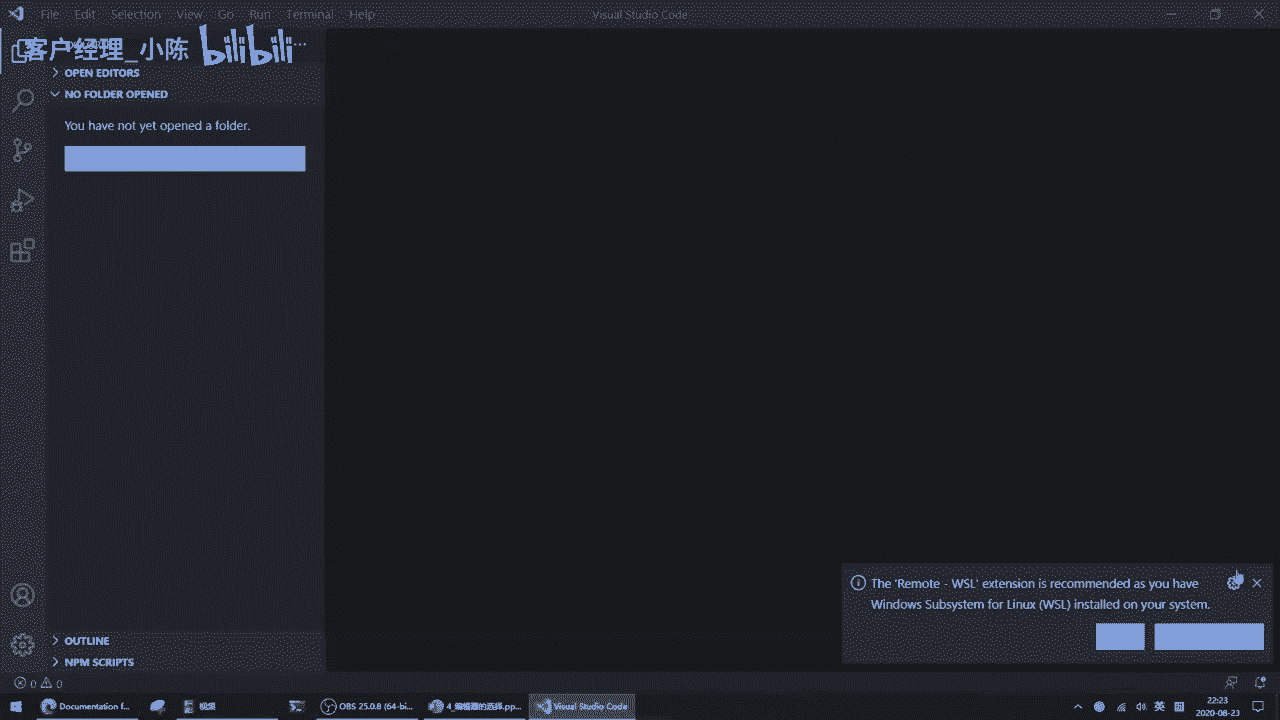 File Edit Selection View Go Run Terminal Help
Visual Studio Code
客户经理_小陈 bilibili
OPEN EDITORS
NO FOLDER OPENED
You have not yet opened a folder.
The 'Remote - WSL' extension is recommended as you have
Windows Subsystem for Linux (WSL) installed on your system.
OUTLINE
NPM SCRIPTS
0 0
Documentation f...
视频
OBS 25.0.8 (64-bi...
4_编辑器的选择.pp...
Visual Studio Code
英
22:23
2020-08-23